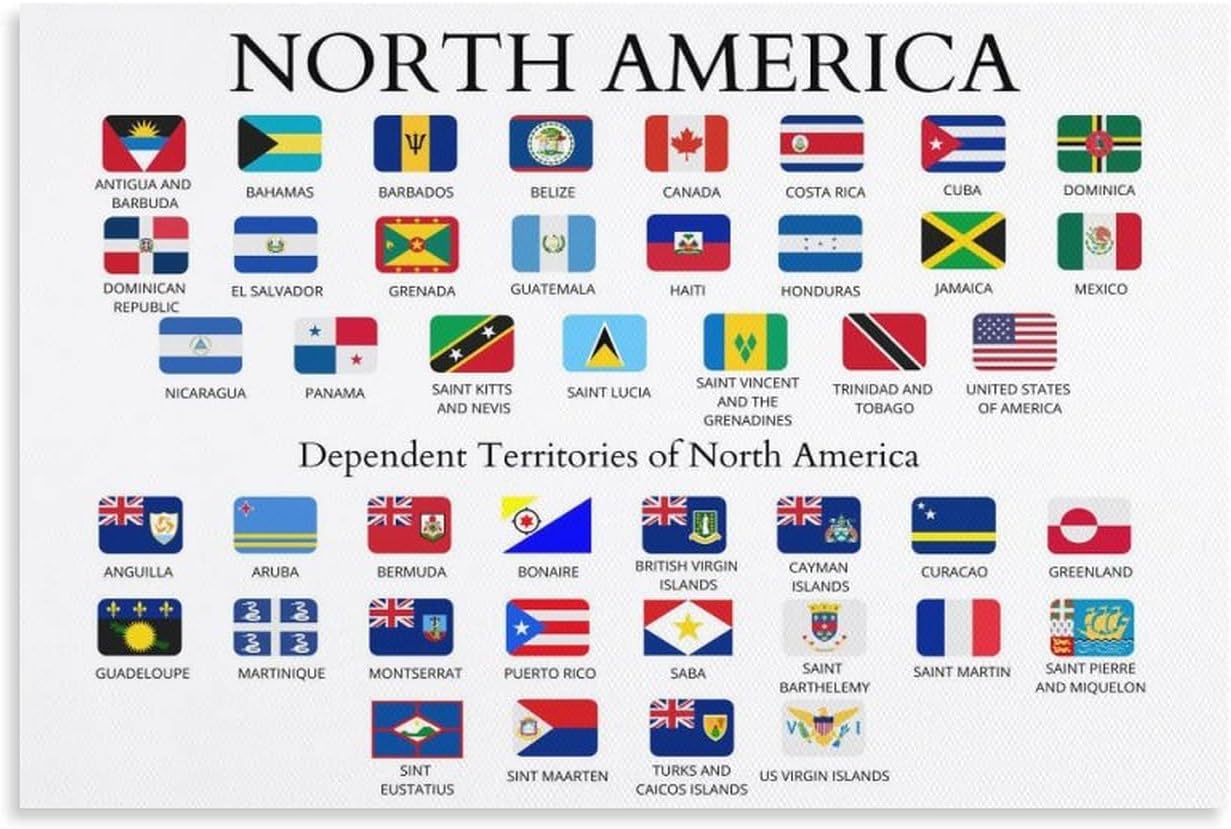 NORTH AMERICA
ANTIGUA AND
BARBUDA
BAHAMAS
BARBADOS
BELIZE
CANADA
COSTA RICA
CUBA
DOMINICA
DOMINICAN
REPUBLIC
EL SALVADOR
GRENADA
GUATEMALA
HAITI
HONDURAS
JAMAICA
MEXICO
NICARAGUA
PANAMA
SAINT KITTS
AND NEVIS
SAINT LUCIA
SAINT VINCENT
AND THE
GRENADINES
TRINIDAD AND
TOBAGO
UNITED STATES
OF AMERICA
Dependent Territories of North America
ANGUILLA
ARUBA
BERMUDA
BONAIRE
BRITISH VIRGIN
ISLANDS
CAYMAN
ISLANDS
CURACAO
GREENLAND
GUADELOUPE
MARTINIQUE
MONTSERRAT
PUERTO RICO
SABA
SAINT
BARTHELEMY
SAINT MARTIN
SAINT PIERRE
AND MIQUELON
SINT
EUSTATIUS
SINT MAARTEN
TURKS AND
CAICOS ISLANDS
V I
US VIRGIN ISLANDS